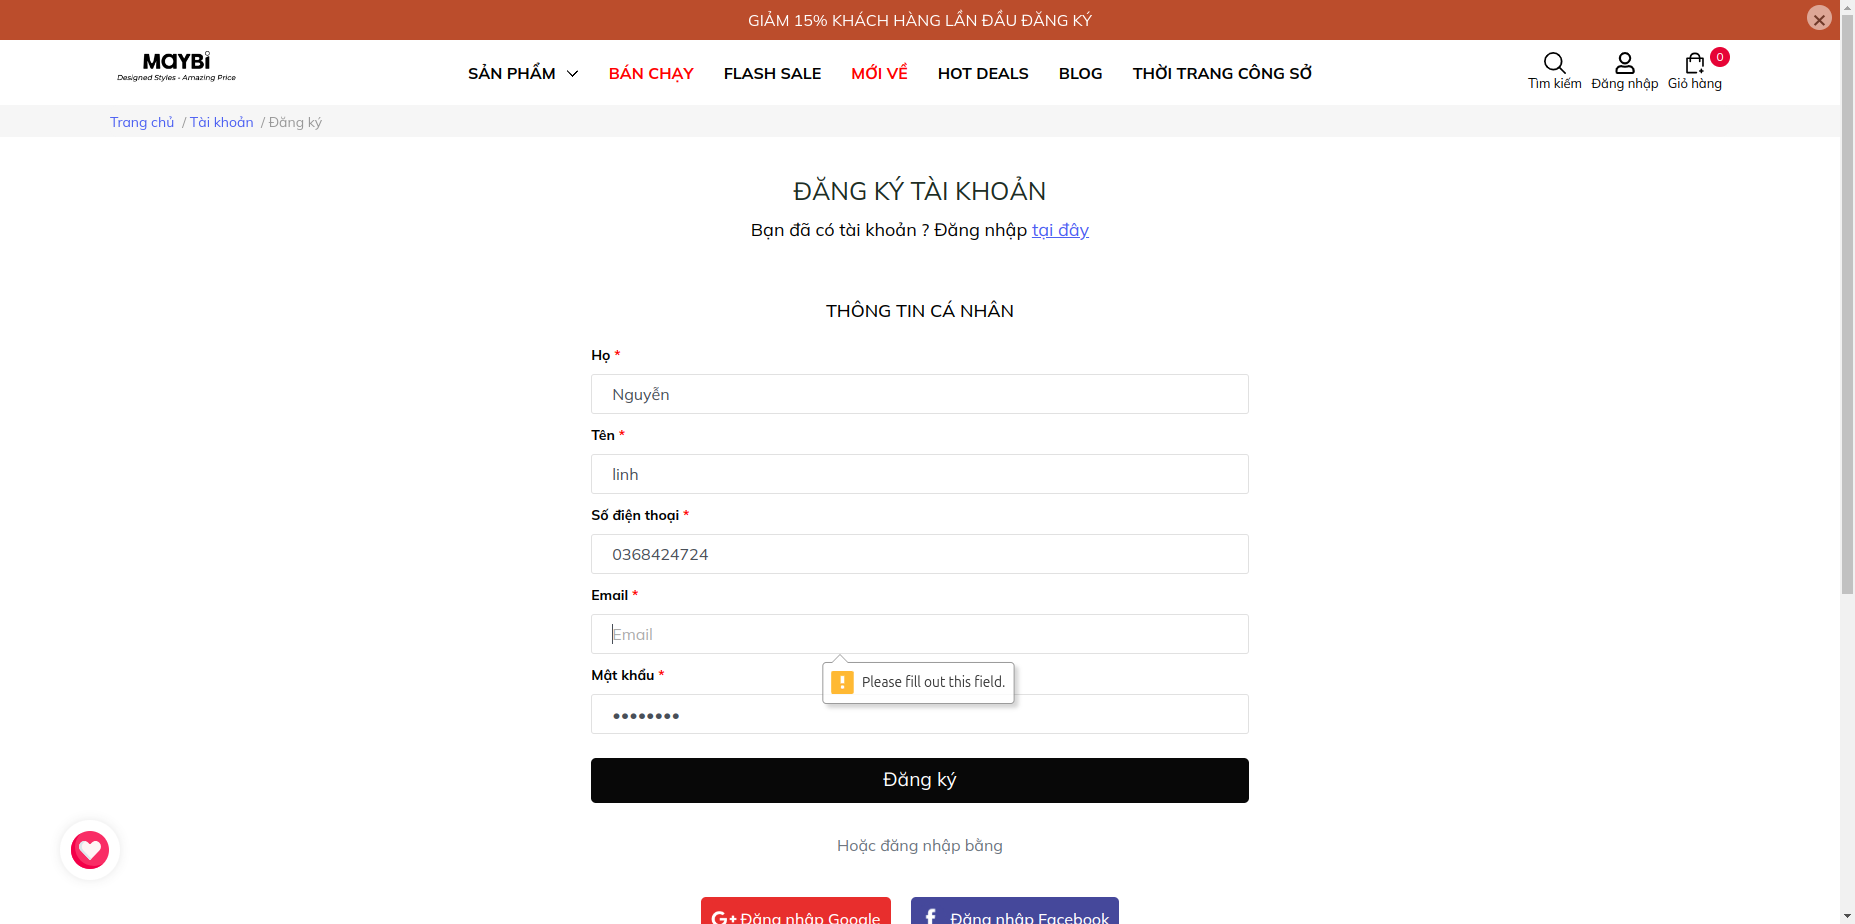 GIẢM 15% KHÁCH HÀNG LẦN ĐẦU ĐĂNG KÝ
MAYBI
Designed Styles - Amazing Price
SẢN PHẨM BÁN CHẠY FLASH SALE MỚI VỀ HOT DEALS BLOG THỜI TRANG CÔNG SỞ
Tìm kiếm Đăng nhập Giỏ hàng 0
Trang chủ / Tài khoản / Đăng ký
ĐĂNG KÝ TÀI KHOẢN
Bạn đã có tài khoản ? Đăng nhập tại đây
THÔNG TIN CÁ NHÂN
Họ *
Nguyễn
Tên *
linh
Số điện thoại *
0368424724
Email *
Email
Please fill out this field.
Mật khẩu *
••••••••
Đăng ký
Hoặc đăng nhập bằng
G+ Đăng nhập Google
f Đăng nhập Facebook